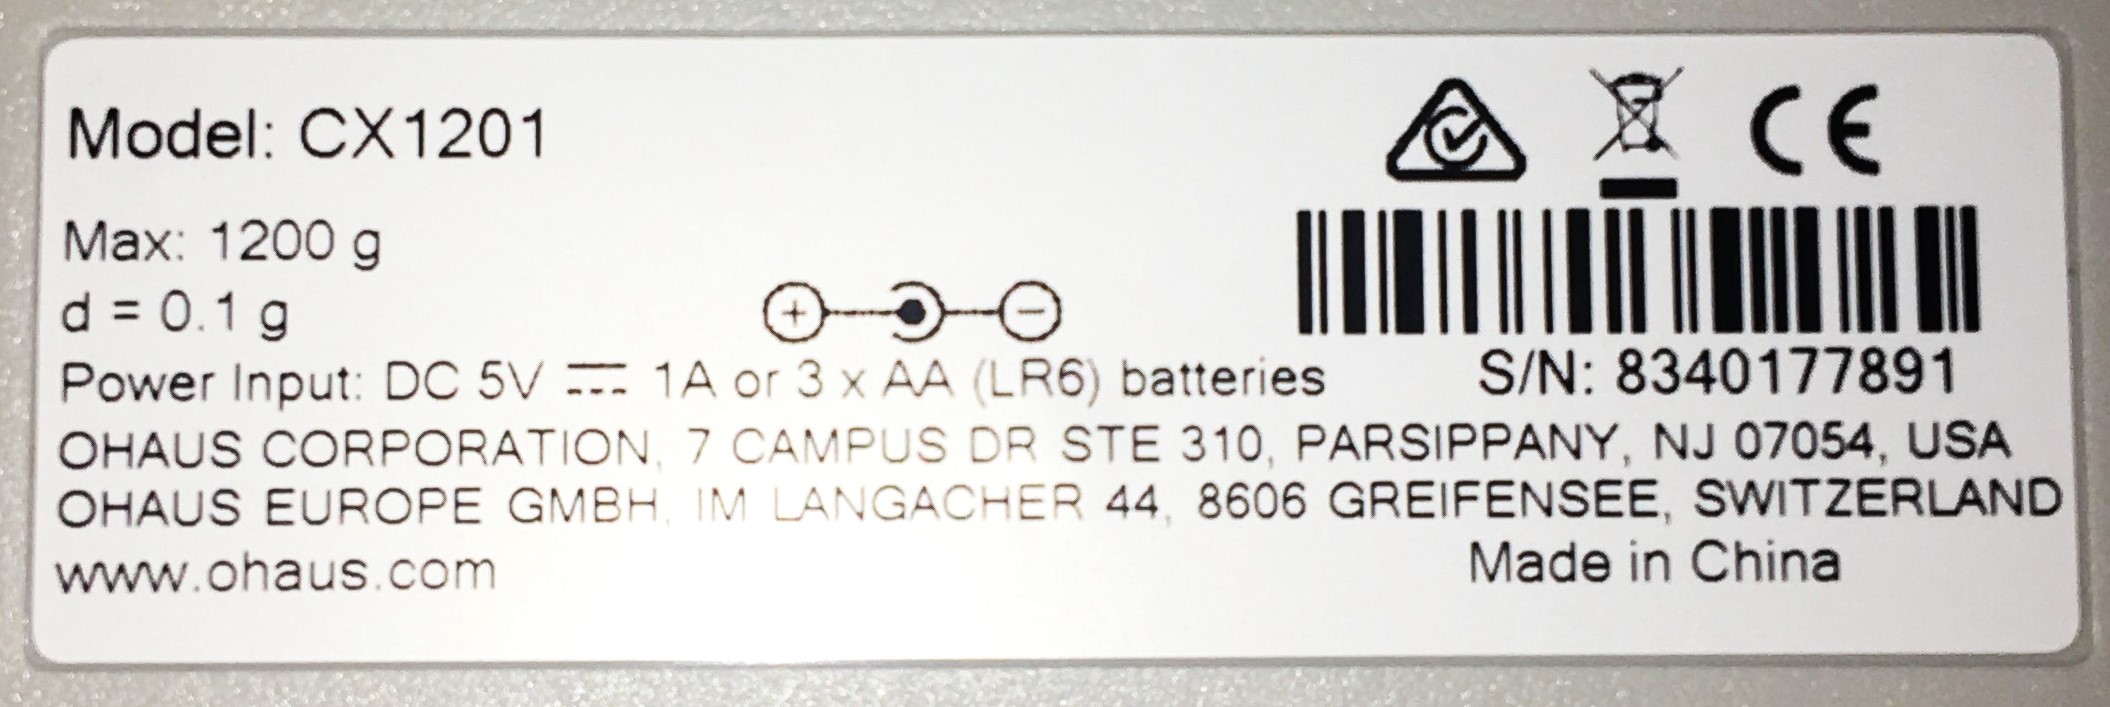 Model: CX1201
CE
Max: 1200 g
d = 0.1 g
Power Input: DC 5V ⎓ 1A or 3 x AA (LR6) batteries
S/N: 8340177891
OHAUS CORPORATION, 7 CAMPUS DR STE 310, PARSIPPANY, NJ 07054, USA
OHAUS EUROPE GMBH, IM LANGACHER 44, 8606 GREIFENSEE, SWITZERLAND
www.ohaus.com
Made in China